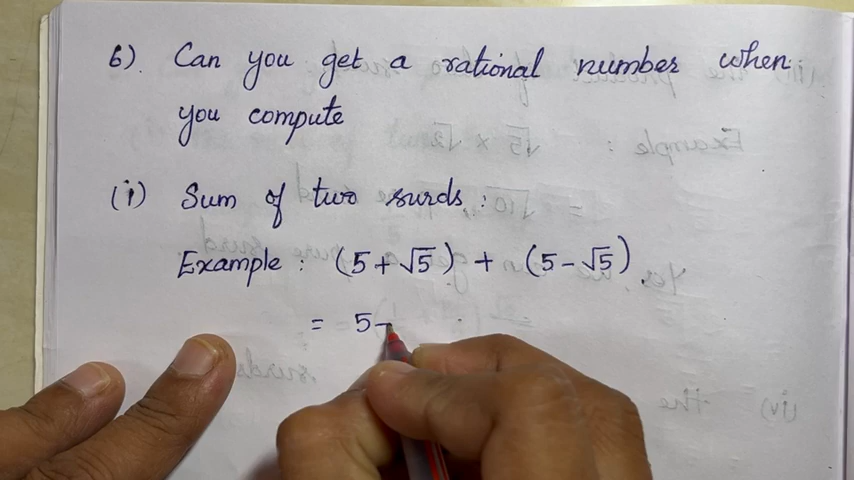 6). Can you get a rational number when
you compute
(i) Sum of two surds :
Example : (5 + √5) + (5 - √5)
= 5 -